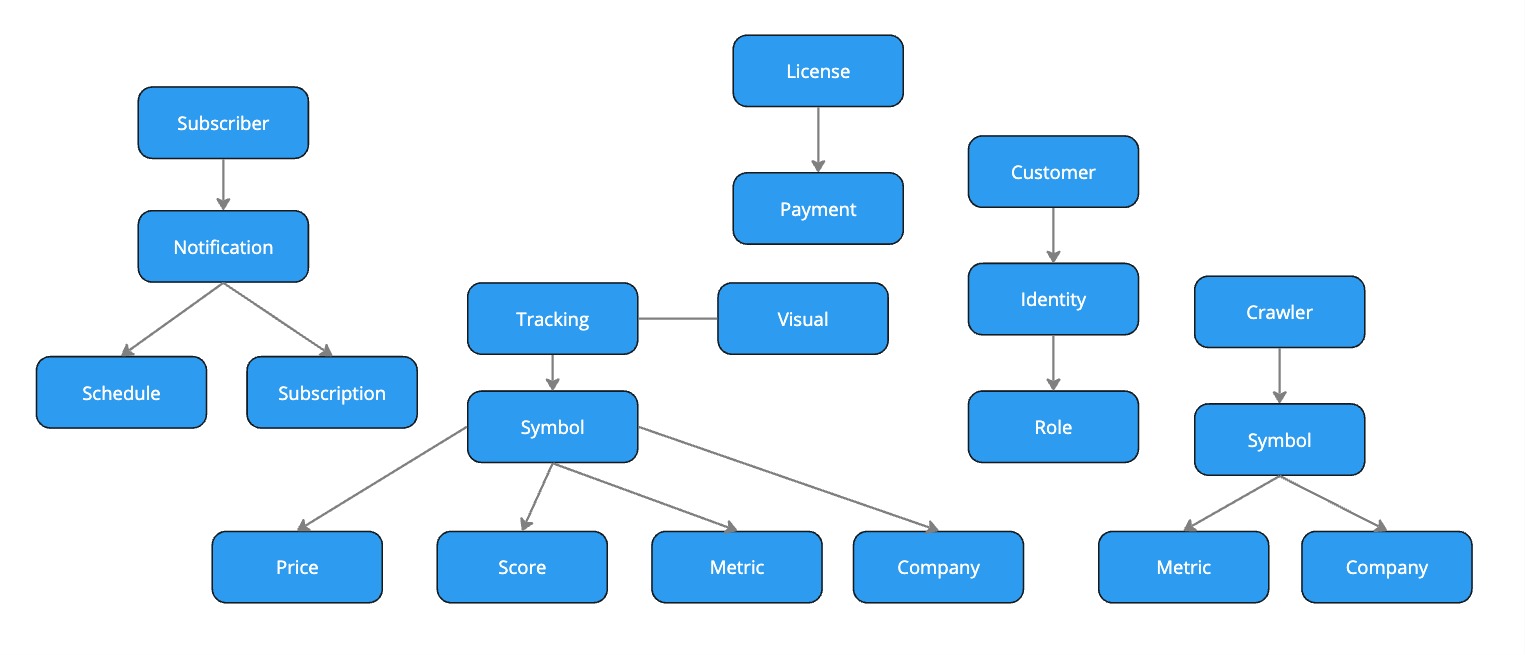 License
Subscriber
Customer
Payment
Notification
Identity
Crawler
Tracking
Visual
Schedule
Subscription
Symbol
Role
Symbol
Price
Score
Metric
Company
Metric
Company